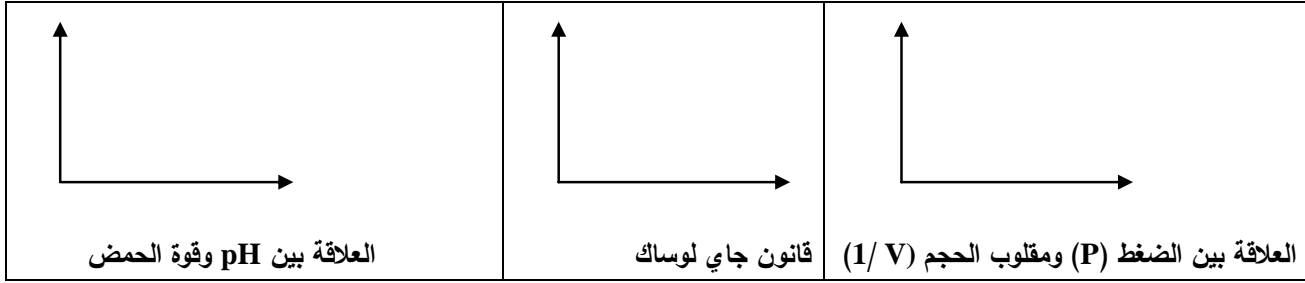 العلاقة بين الضغط (P) ومقلوب الحجم (1/ V)
قانون جاي لوساك
العلاقة بين pH وقوة الحمض